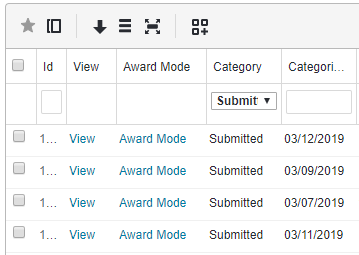 Id View Award Mode Category Categori...
Submitt
1... View Award Mode Submitted 03/12/2019
1... View Award Mode Submitted 03/09/2019
1... View Award Mode Submitted 03/07/2019
1... View Award Mode Submitted 03/11/2019